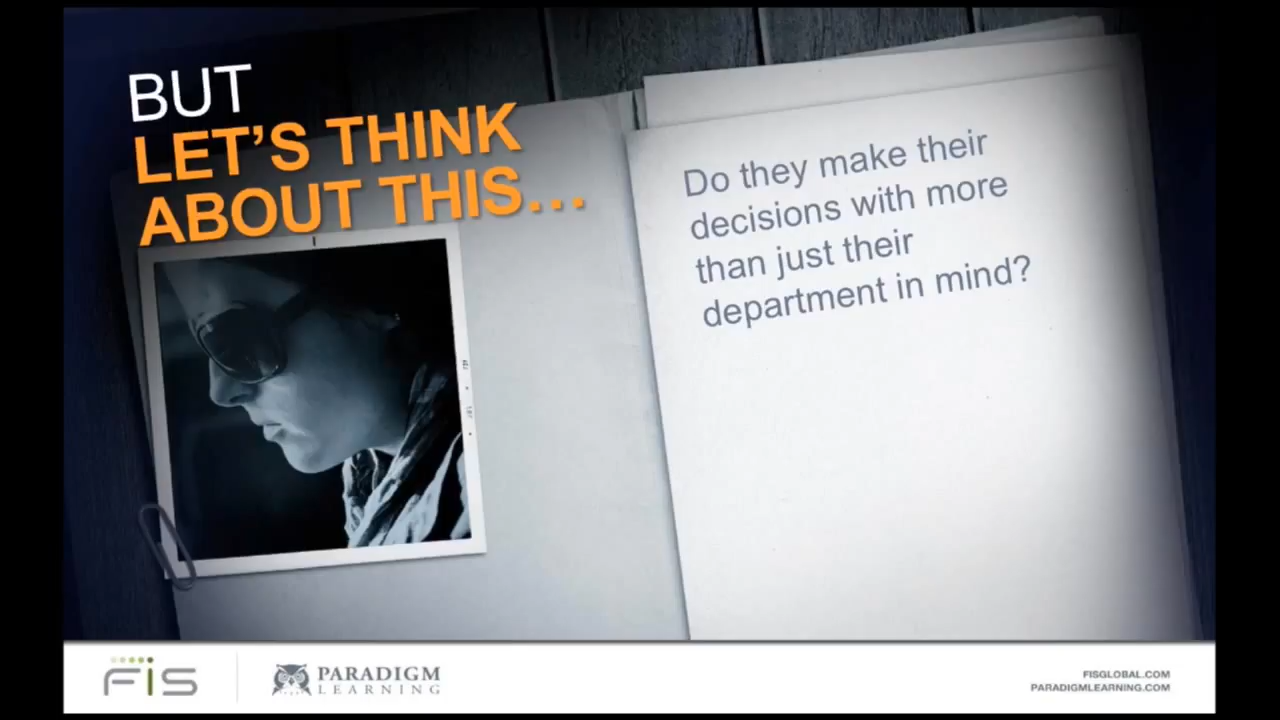 BUT
LET'S THINK
ABOUT THIS...
Do they make their
decisions with more
than just their
department in mind?
FIS
PARADIGM
LEARNING
FISGLOBAL.COM
PARADIGMLEARNING.COM